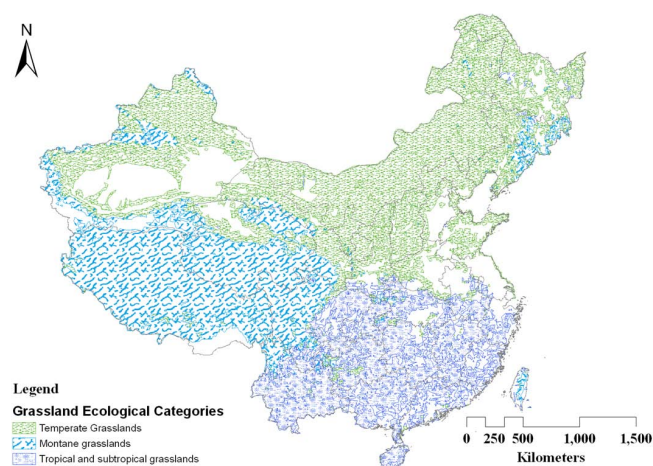 N
Legend
Grassland Ecological Categories
Temperate Grasslands
Montane grasslands
Tropical and subtropical grasslands
0 250 500 1,000 1,500
Kilometers